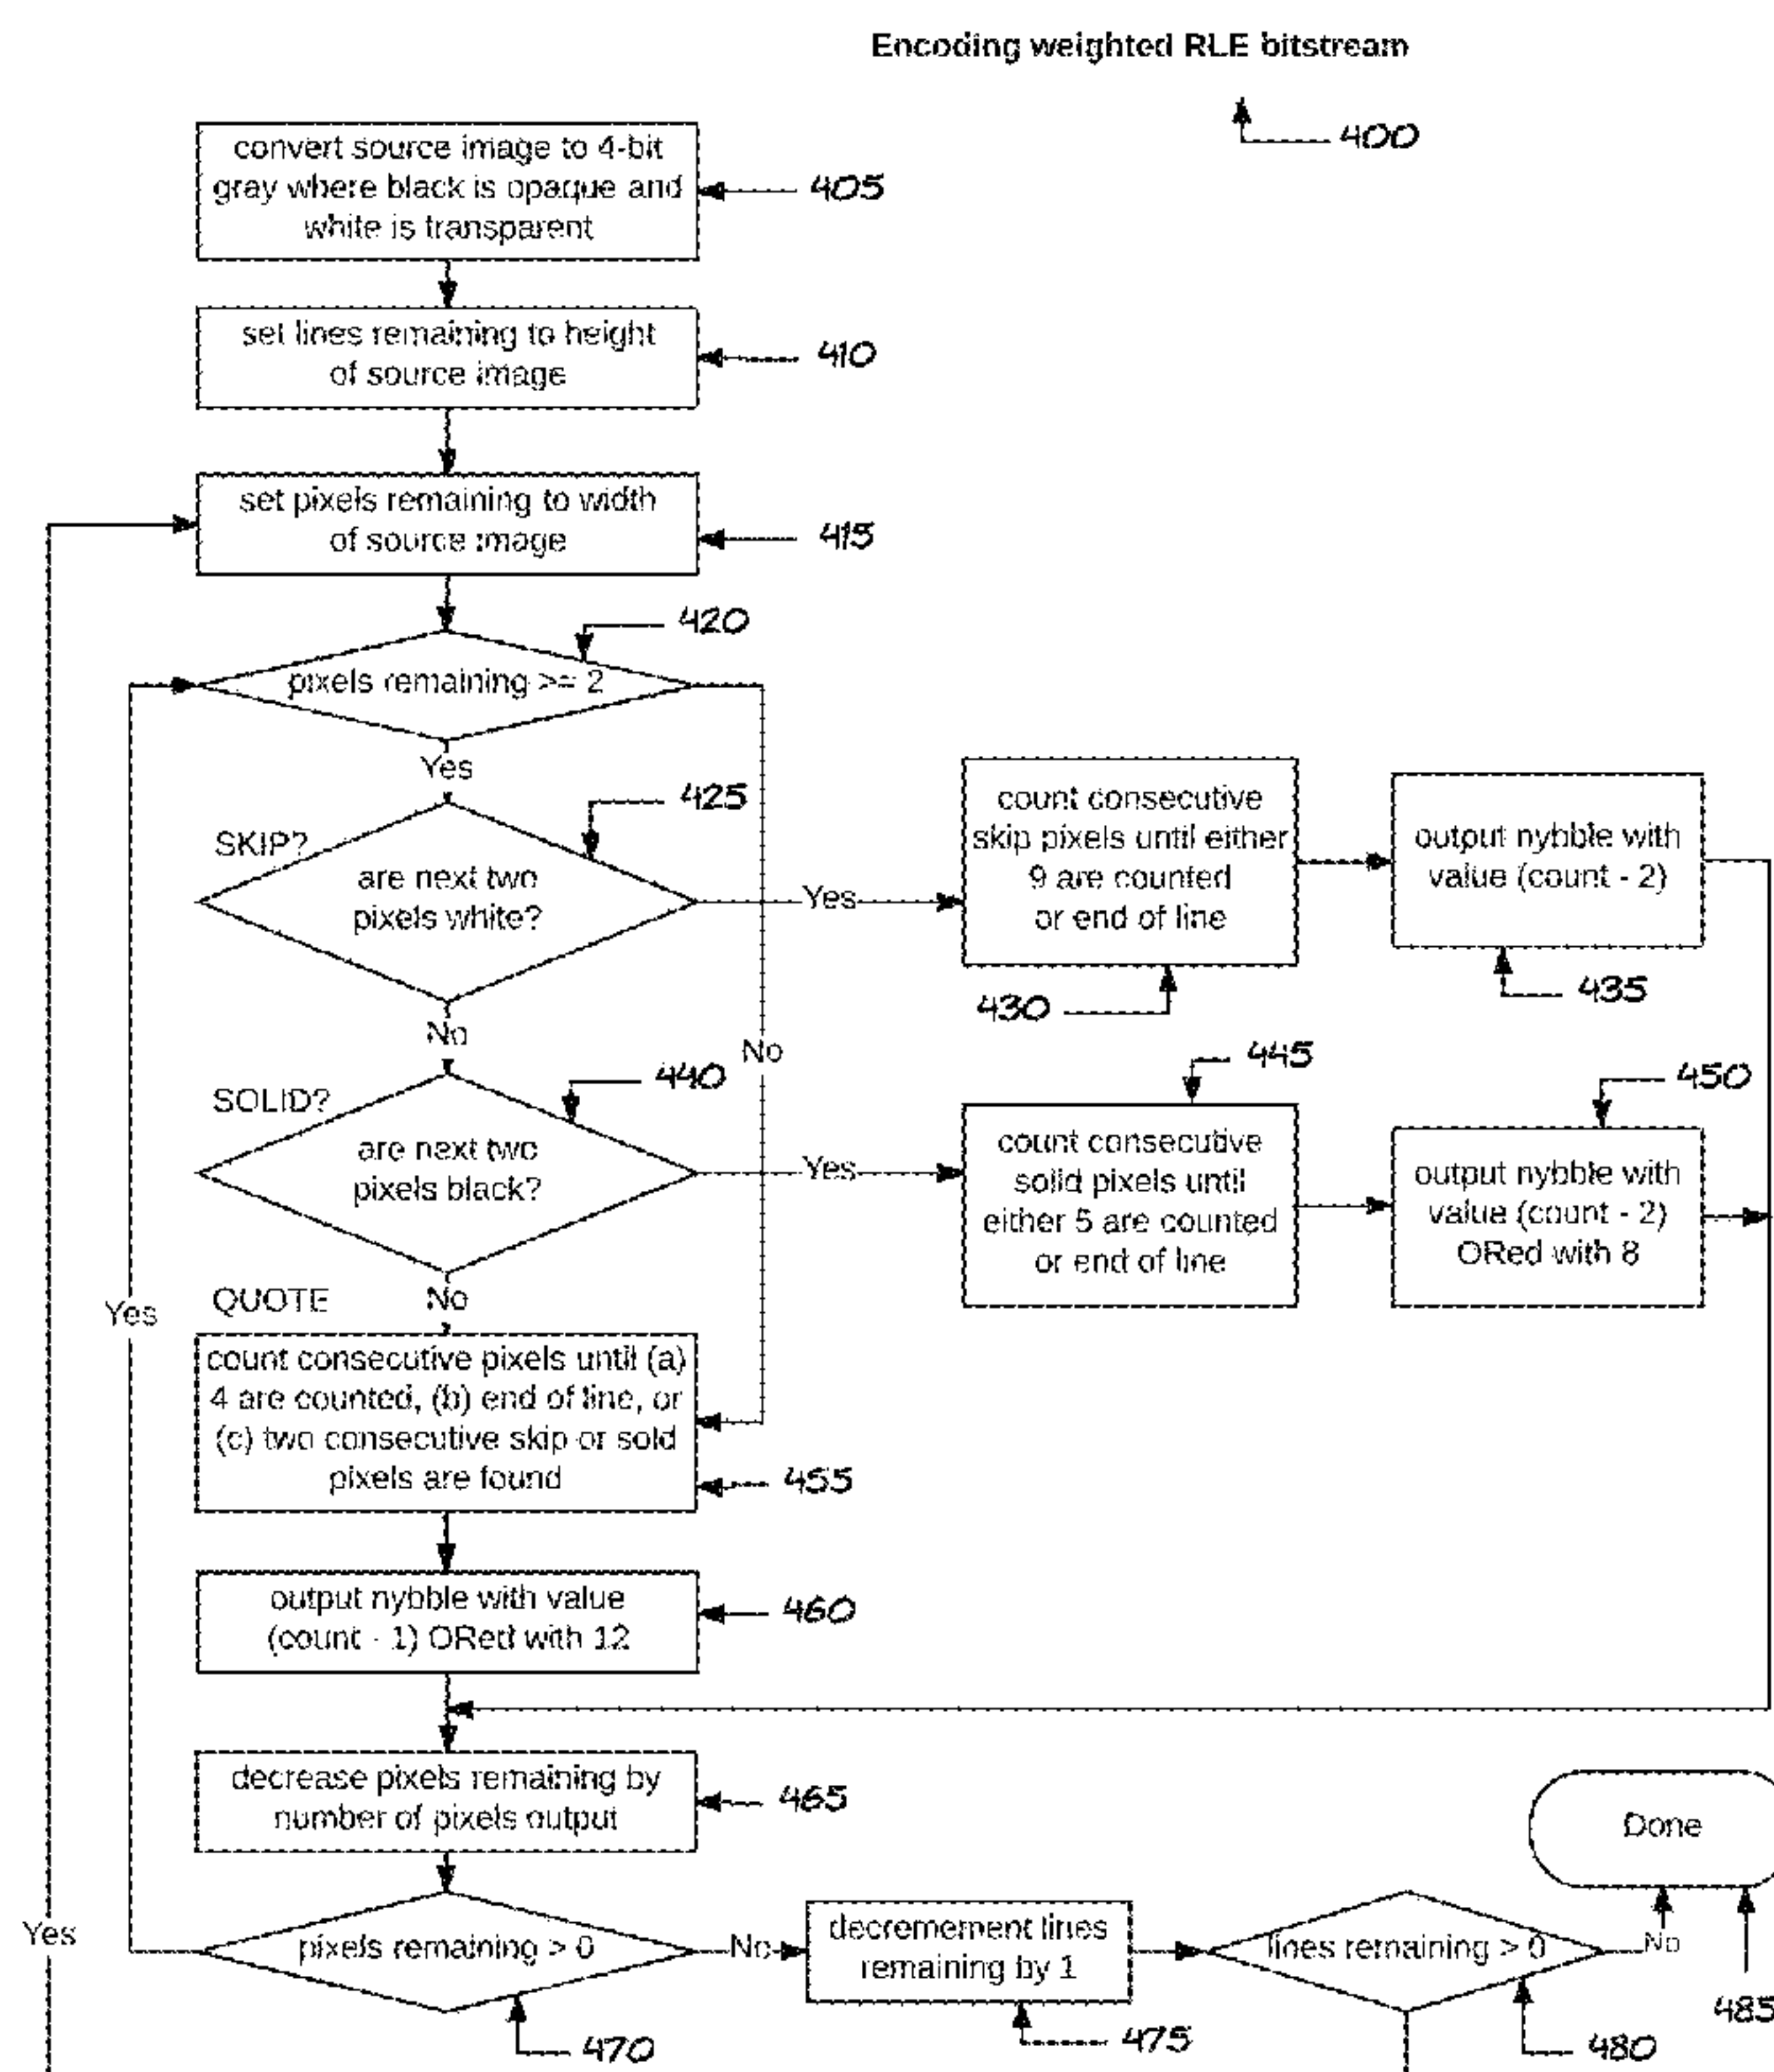 Encoding weighted RLE bitstream
400
convert source image to 4-bit
gray where black is opaque and
white is transparent
405
set lines remaining to height
of source image
410
set pixels remaining to width
of source image
415
420
pixels remaining >= 2
Yes
425
SKIP?
are next two
pixels white?
Yes
count consecutive
skip pixels until either
9 are counted
or end of line
430
output nybble with
value (count - 2)
435
No
No
440
SOLID?
are next two
pixels black?
Yes
445
count consecutive
solid pixels until
either 5 are counted
or end of line
450
output nybble with
value (count - 2)
ORed with 8
Yes
QUOTE
No
count consecutive pixels until (a)
4 are counted, (b) end of line, or
(c) two consecutive skip or sold
pixels are found
455
output nybble with value
(count - 1) ORed with 12
460
decrease pixels remaining by
number of pixels output
465
Done
485
Yes
pixels remaining > 0
470
No
decremement lines
remaining by 1
475
lines remaining > 0
No
480